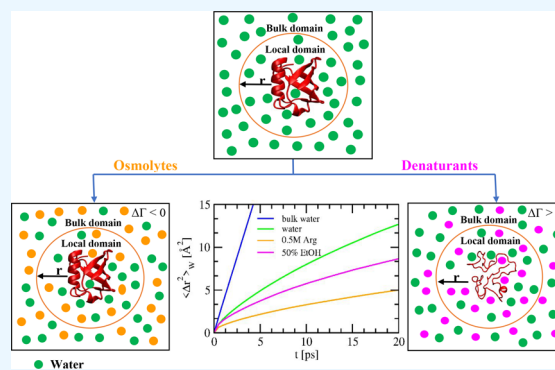 Bulk domain
Local domain
r
Osmolytes
Denaturants
ΔΓ < 0
Bulk domain
Local domain
r
Water
<Δr²>w [Å²]
15
10
5
0
bulk water
water
0.5M Arg
50% EtOH
0
5
10
15
20
t [ps]
ΔΓ >
Bulk domain
Local domain
r